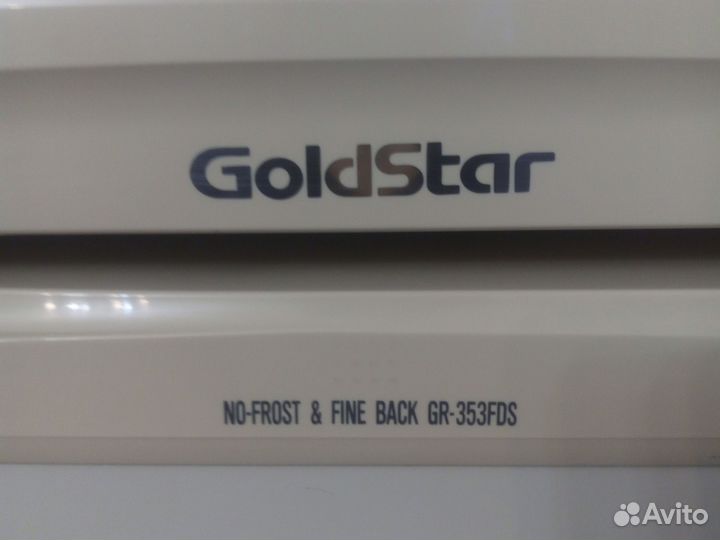 GoldStar
NO-FROST & FINE BACK GR-353FDS
Avito